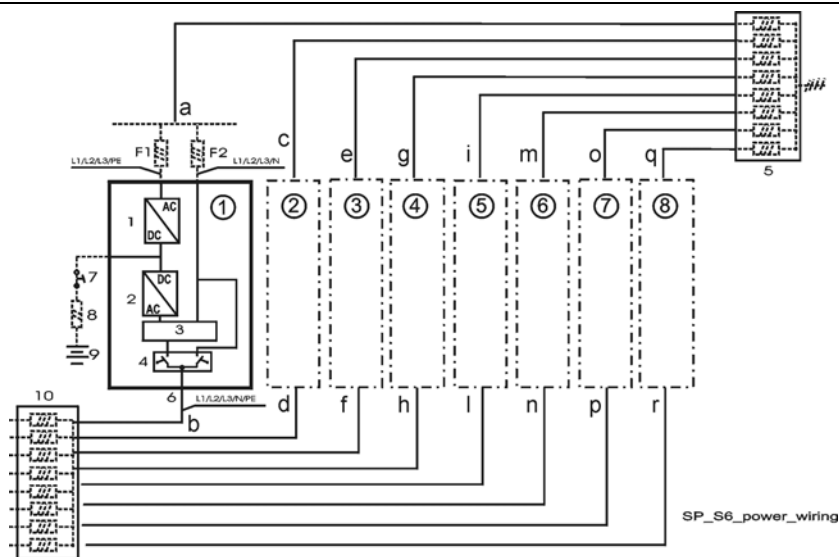 a
c
e
g
i
m
o
q
5
F1
F2
L1/L2/L3/PE
L1/L2/L3/N
1
AC
DC
①
②
③
④
⑤
⑥
⑦
⑧
7
2
DC
AC
8
3
9
4
6
L1/L2/L3/N/PE
10
b
d
f
h
l
n
p
r
SP_S6_power_wiring